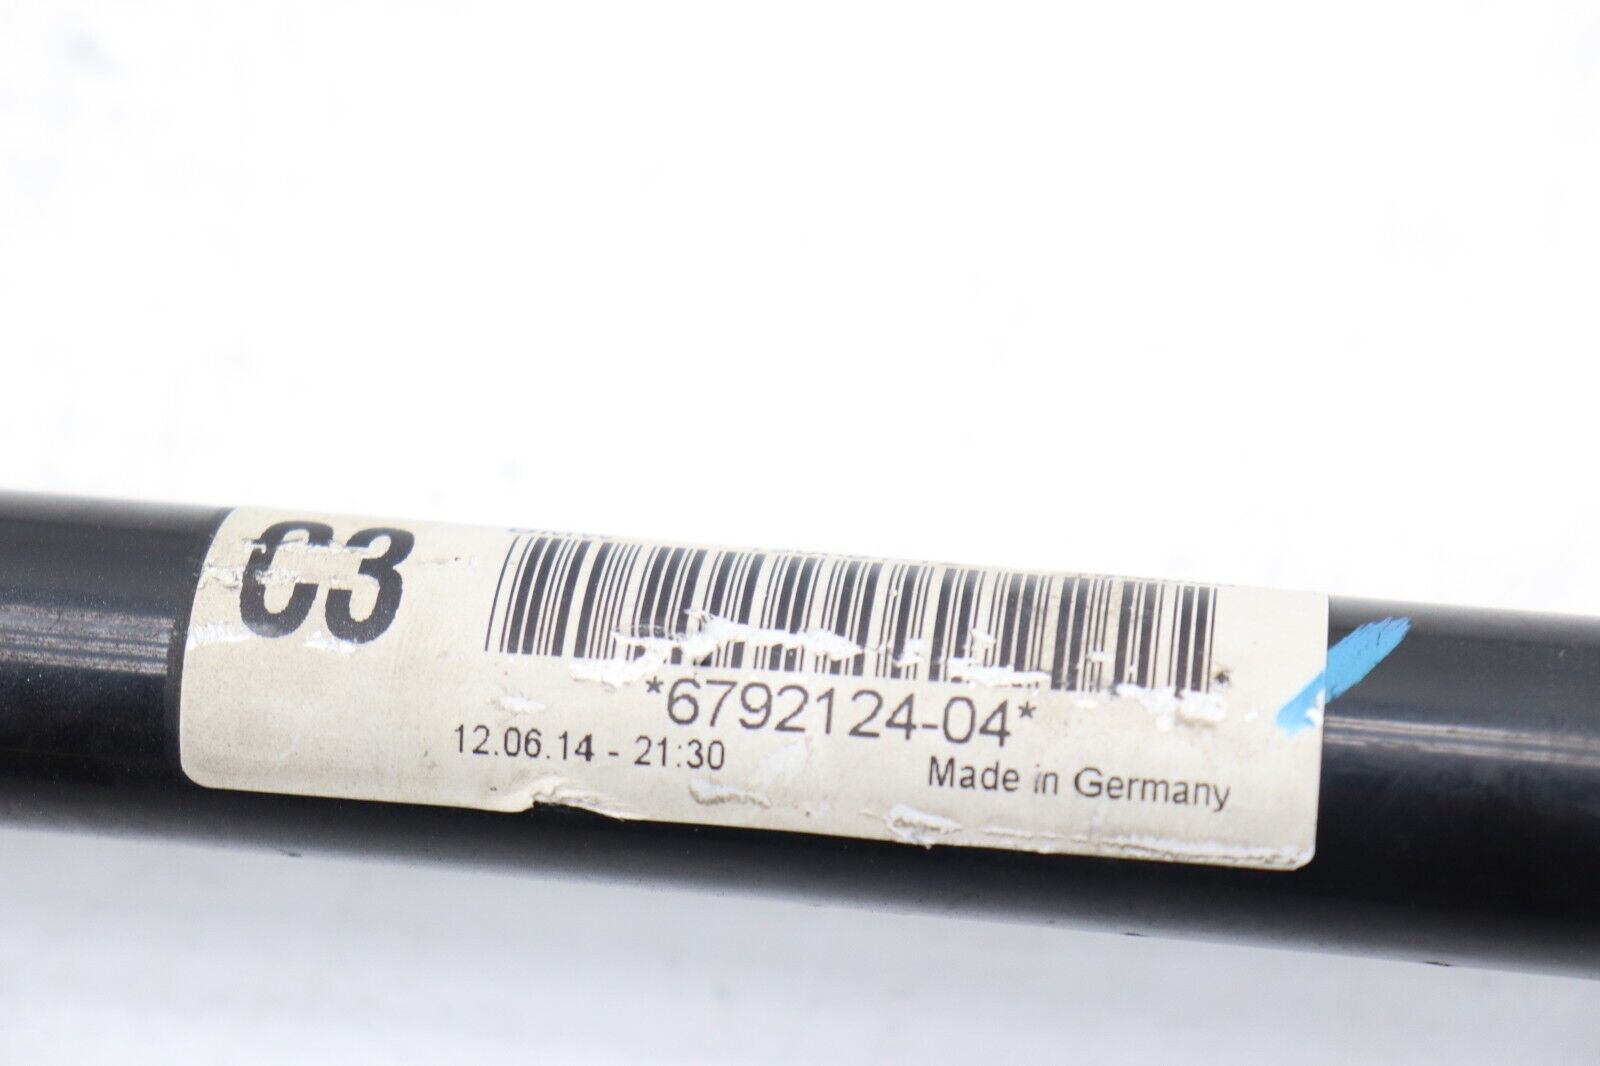 C3
*6792124-04*
12.06.14 - 21:30
Made in Germany